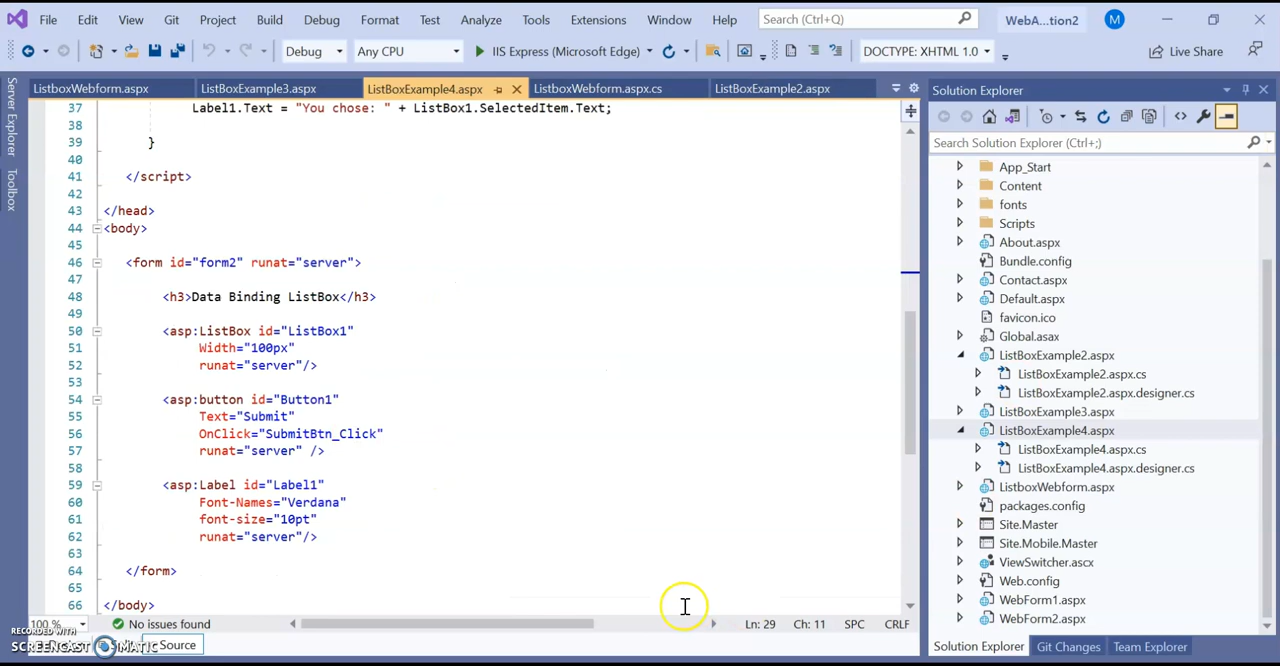 File Edit View Git Project Build Debug Format Test Analyze Tools Extensions Window Help Search (Ctrl+Q) WebA...tion2 M
Debug Any CPU IIS Express (Microsoft Edge) DOCTYPE: XHTML 1.0 Live Share
ListboxWebform.aspx ListBoxExample3.aspx ListBoxExample4.aspx ListboxWebform.aspx.cs ListBoxExample2.aspx
Server Explorer
Toolbox
37 Label1.Text = "You chose: " + ListBox1.SelectedItem.Text;
38
39 }
40
41 </script>
42
43 </head>
44 <body>
45
46 <form id="form2" runat="server">
47
48 <h3>Data Binding ListBox</h3>
49
50 <asp:ListBox id="ListBox1"
51 Width="100px"
52 runat="server"/>
53
54 <asp:button id="Button1"
55 Text="Submit"
56 OnClick="SubmitBtn_Click"
57 runat="server" />
58
59 <asp:Label id="Label1"
60 Font-Names="Verdana"
61 font-size="10pt"
62 runat="server"/>
63
64 </form>
65
66 </body>
100 % No issues found Ln: 29 Ch: 11 SPC CRLF
RECORDED WITH
SCREENCAST MATIC
Source
Solution Explorer
Search Solution Explorer (Ctrl+;)
App_Start
Content
fonts
Scripts
About.aspx
Bundle.config
Contact.aspx
Default.aspx
favicon.ico
Global.asax
ListBoxExample2.aspx
ListBoxExample2.aspx.cs
ListBoxExample2.aspx.designer.cs
ListBoxExample3.aspx
ListBoxExample4.aspx
ListBoxExample4.aspx.cs
ListBoxExample4.aspx.designer.cs
ListboxWebform.aspx
packages.config
Site.Master
Site.Mobile.Master
ViewSwitcher.ascx
Web.config
WebForm1.aspx
WebForm2.aspx
Solution Explorer Git Changes Team Explorer